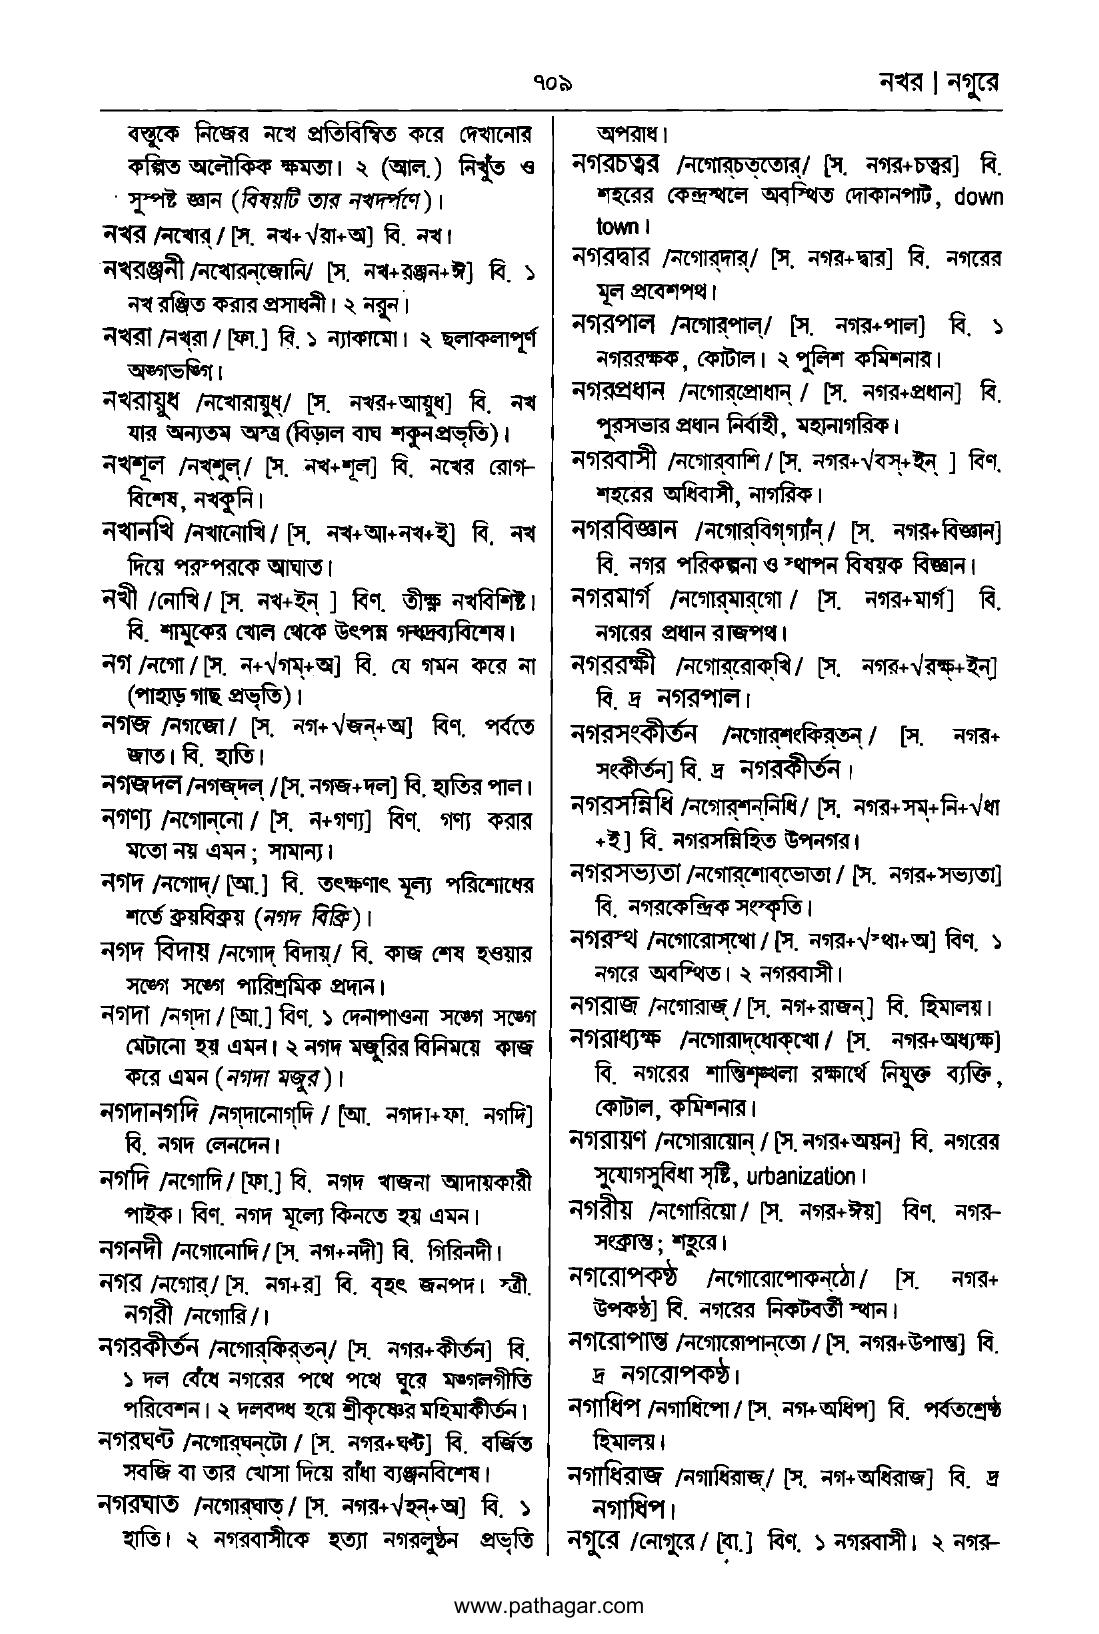 ৭০৯
নখর | নগুরে
বস্তুকে নিজের নখে প্রতিবিম্বিত করে দেখানোর
কল্পিত অলৌকিক ক্ষমতা। ২ (আল.) নিখুঁত ও
সুস্পষ্ট জ্ঞান (বিষয়টি তার নখদর্পণে)।
নখর /নখোর্/ [স. নখ+√রা+অ] বি. নখ।
নখরঞ্জনী /নখোরন্‌জোনি/ [স. নখ+রঞ্জন+ঈ] বি. ১
নখ রঞ্জিত করার প্রসাধনী। ২ নরুন।
নখরা /নখ্‌রা/ [ফা.] বি. ১ ন্যাকামো। ২ ছলাকলাপূর্ণ
অঙ্গভঙ্গি।
নখরায়ুধ /নখোরায়ুধ্/ [স. নখর+আয়ুধ] বি. নখ
যার অন্যতম অস্ত্র (বিড়াল বাঘ শকুনপ্রভৃতি)।
নখশূল /নখ্‌শুল্/ [স. নখ+শূল] বি. নখের রোগ-
বিশেষ, নখকুনি।
নখানখি /নখানোখি/ [স. নখ+আ+নখ+ই] বি. নখ
দিয়ে পরস্পরকে আঘাত।
নখী /নোখি/ [স. নখ+ইন্ ] বিণ. তীক্ষ্ণ নখবিশিষ্ট।
বি. শামুকের খোল থেকে উৎপন্ন গন্ধদ্রব্যবিশেষ।
নগ /নগো/ [স. ন+√গম্+অ] বি. যে গমন করে না
(পাহাড় গাছ প্রভৃতি)।
নগজ /নগজো/ [স. নগ+√জন্+অ] বিণ. পর্বতে
জাত। বি. হাতি।
নগজদল /নগজ্‌দল্ / [স. নগজ+দল] বি. হাতির পাল।
নগণ্য /নগোন্‌নো/ [স. ন+গণ্য] বিণ. গণ্য করার
মতো নয় এমন; সামান্য।
নগদ /নগোদ্/ [আ.] বি. তৎক্ষণাৎ মূল্য পরিশোধের
শর্তে ক্রয়বিক্রয় (নগদ বিক্রি)।
নগদ বিদায় /নগোদ্ বিদায়্/ বি. কাজ শেষ হওয়ার
সঙ্গে সঙ্গে পারিশ্রমিক প্রদান।
নগদা /নগ্‌দা/ [আ.] বিণ. ১ দেনাপাওনা সঙ্গে সঙ্গে
মেটানো হয় এমন। ২ নগদ মজুরির বিনিময়ে কাজ
করে এমন (নগদা মজুর)।
নগদানগদি /নগ্‌দানোগ্‌দি/ [আ. নগদা+ফা. নগদি]
বি. নগদ লেনদেন।
নগদি /নগোদি/ [ফা.] বি. নগদ খাজনা আদায়কারী
পাইক। বিণ. নগদ মূল্যে কিনতে হয় এমন।
নগনদী /নগোনোদি/ [স. নগ+নদী] বি. গিরিনদী।
নগর /নগোর্/ [স. নগ+র] বি. বৃহৎ জনপদ। স্ত্রী.
নগরী /নগোরি/।
নগরকীর্তন /নগোর্‌কির্‌তন্/ [স. নগর+কীর্তন] বি.
১ দল বেঁধে নগরের পথে পথে ঘুরে মঙ্গলগীতি
পরিবেশন। ২ দলবদ্ধ হয়ে শ্রীকৃষ্ণের মহিমাকীর্তন।
নগরঘণ্ট /নগোর্‌ঘন্‌টো/ [স. নগর+ঘণ্ট] বি. বর্জিত
সবজি বা তার খোসা দিয়ে রাঁধা ব্যঞ্জনবিশেষ।
নগরঘাত /নগোর্‌ঘাত্/ [স. নগর+√হন্+অ] বি. ১
হাতি। ২ নগরবাসীকে হত্যা নগরলুণ্ঠন প্রভৃতি
অপরাধ।
নগরচত্বর /নগোর্‌চত্‌তোর্/ [স. নগর+চত্বর] বি.
শহরের কেন্দ্রস্থলে অবস্থিত দোকানপাট, down
town।
নগরদ্বার /নগোর্‌দার্/ [স. নগর+দ্বার] বি. নগরের
মূল প্রবেশপথ।
নগরপাল /নগোর্‌পাল্/ [স. নগর+পাল] বি. ১
নগররক্ষক, কোটাল। ২ পুলিশ কমিশনার।
নগরপ্রধান /নগোর্‌প্রোধান্ / [স. নগর+প্রধান] বি.
পুরসভার প্রধান নির্বাহী, মহানাগরিক।
নগরবাসী /নগোর্‌বাশি/ [স. নগর+√বস্+ইন্ ] বিণ.
শহরের অধিবাসী, নাগরিক।
নগরবিজ্ঞান /নগোর্‌বিগ্‌গ্যাঁন্/ [স. নগর+বিজ্ঞান]
বি. নগর পরিকল্পনা ও স্থাপন বিষয়ক বিজ্ঞান।
নগরমার্গ /নগোর্‌মার্‌গো/ [স. নগর+মার্গ] বি.
নগরের প্রধান রাজপথ।
নগররক্ষী /নগোর্‌রোক্‌খি/ [স. নগর+√রক্ষ্+ইন]
বি. দ্র নগরপাল।
নগরসংকীর্তন /নগোর্‌শংকির্‌তন্/ [স. নগর+
সংকীর্তন] বি. দ্র নগরকীর্তন।
নগরসন্নিধি /নগোর্‌শন্‌নিধি/ [স. নগর+সম্+নি+√ধা
+ই] বি. নগরসন্নিহিত উপনগর।
নগরসভ্যতা /নগোর্‌শোব্‌ভোতা/ [স. নগর+সভ্যতা]
বি. নগরকেন্দ্রিক সংস্কৃতি।
নগরস্থ /নগোরোস্‌থো/ [স. নগর+√স্থা+অ] বিণ. ১
নগরে অবস্থিত। ২ নগরবাসী।
নগরাজ /নগোরাজ্/ [স. নগ+রাজন্] বি. হিমালয়।
নগরাধ্যক্ষ /নগোরাদ্‌ধোক্‌খো/ [স. নগর+অধ্যক্ষ]
বি. নগরের শান্তিশৃঙ্খলা রক্ষার্থে নিযুক্ত ব্যক্তি,
কোটাল, কমিশনার।
নগরায়ণ /নগোরায়োন্/ [স. নগর+অয়ন] বি. নগরের
সুযোগসুবিধা সৃষ্টি, urbanization।
নগরীয় /নগোরিয়ো/ [স. নগর+ঈয়] বিণ. নগর-
সংক্রান্ত; শহুরে।
নগরোপকণ্ঠ /নগোরোপোকন্‌ঠো/ [স. নগর+
উপকণ্ঠ] বি. নগরের নিকটবর্তী স্থান।
নগরোপান্ত /নগোরোপান্‌তো/ [স. নগর+উপান্ত] বি.
দ্র নগরোপকণ্ঠ।
নগাধিপ /নগাধিপো/ [স. নগ+অধিপ] বি. পর্বতশ্রেষ্ঠ
হিমালয়।
নগাধিরাজ /নগাধিরাজ্/ [স. নগ+অধিরাজ] বি. দ্র
নগাধিপ।
নগুরে /নোগুরে/ [বা.] বিণ. ১ নগরবাসী। ২ নগর-
www.pathagar.com